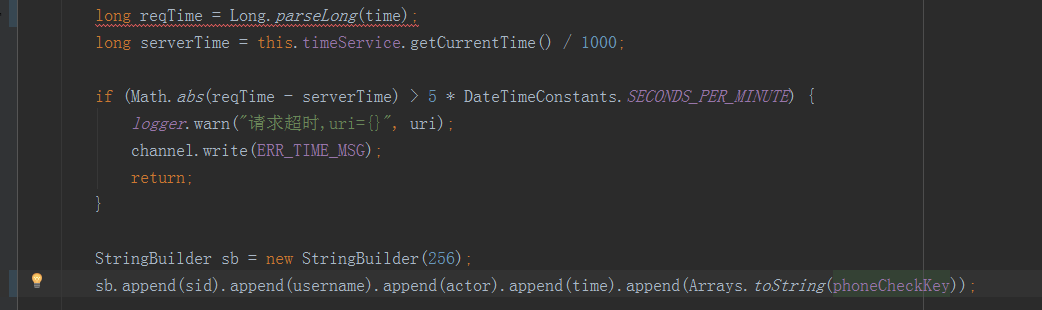 long reqTime = Long.parseLong(time);
long serverTime = this.timeService.getCurrentTime() / 1000;
if (Math.abs(reqTime - serverTime) > 5 * DateTimeConstants.SECONDS_PER_MINUTE) {
logger.warn("请求超时,uri={}", uri);
channel.write(ERR_TIME_MSG);
return;
}
StringBuilder sb = new StringBuilder(256);
sb.append(sid).append(username).append(actor).append(time).append(Arrays.toString(phoneCheckKey));